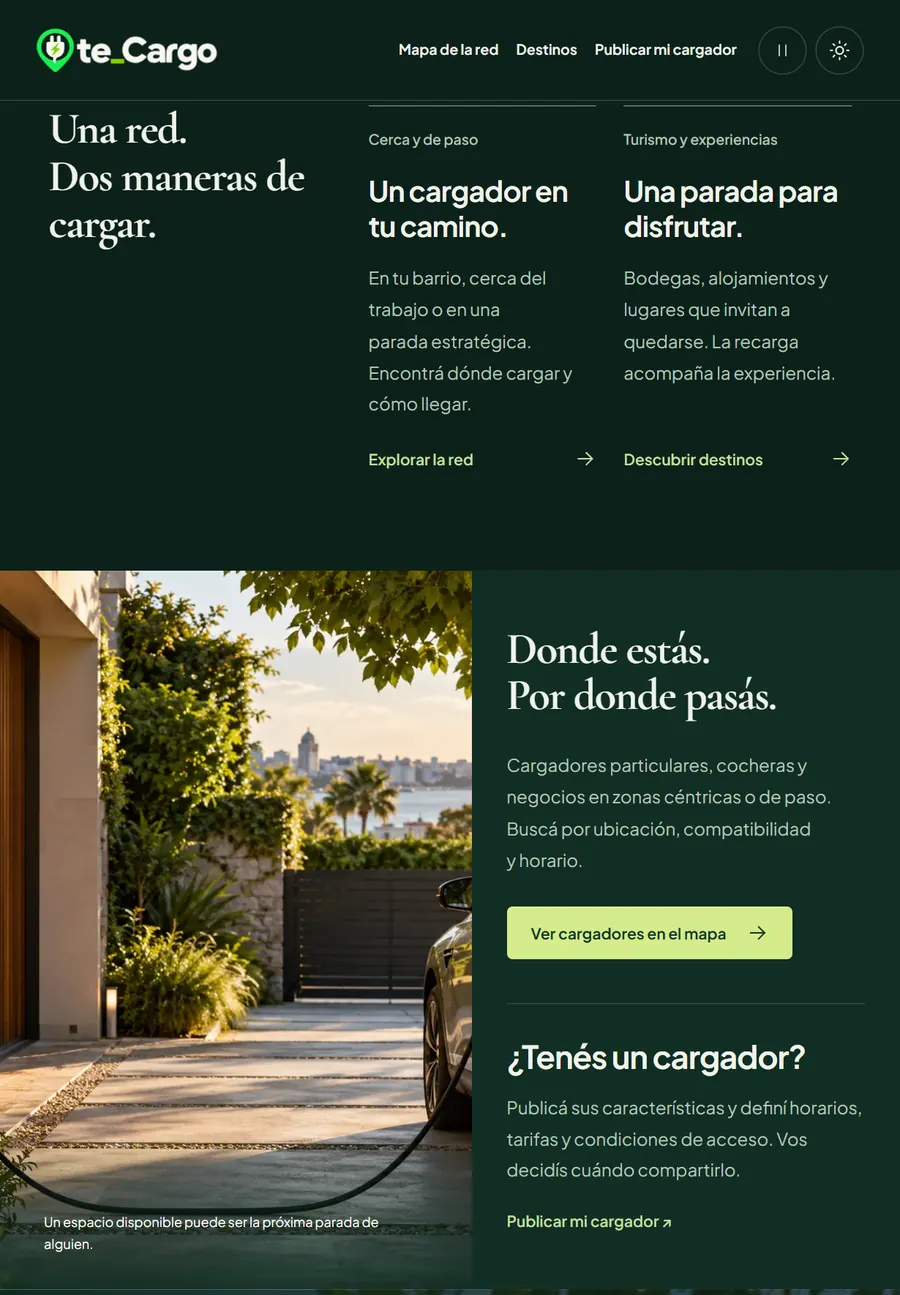 te_Cargo
Mapa de la red
Destinos
Publicar mi cargador
Una red.
Dos maneras de
cargar.
Cerca y de paso
Un cargador en
tu camino.
En tu barrio, cerca del
trabajo o en una
parada estratégica.
Encontrá dónde cargar y
cómo llegar.
Explorar la red
Turismo y experiencias
Una parada para
disfrutar.
Bodegas, alojamientos y
lugares que invitan a
quedarse. La recarga
acompaña la experiencia.
Descubrir destinos
Un espacio disponible puede ser la próxima parada de
alguien.
Donde estás.
Por donde pasás.
Cargadores particulares, cocheras y
negocios en zonas céntricas o de paso.
Buscá por ubicación, compatibilidad
y horario.
Ver cargadores en el mapa
¿Tenés un cargador?
Publicá sus características y definí horarios,
tarifas y condiciones de acceso. Vos
decidís cuándo compartirlo.
Publicar mi cargador